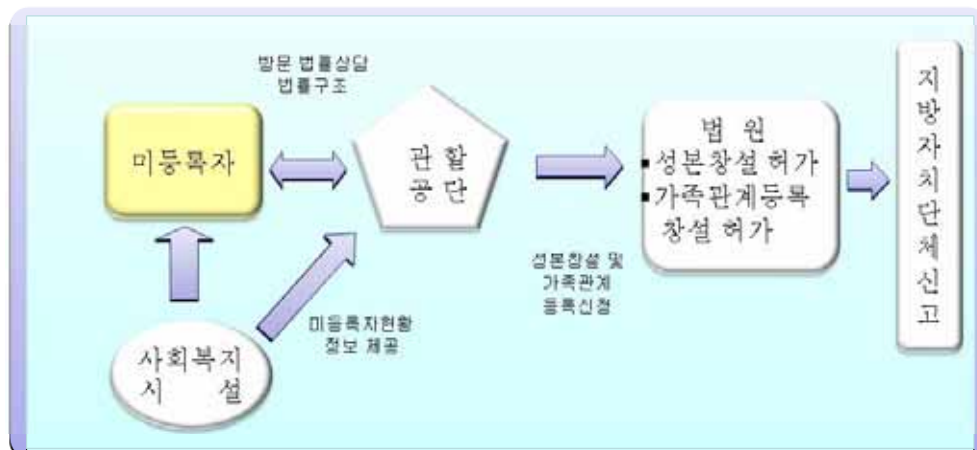 방문 법률상담
법률구조
미등록자
관 할
공 단
법 원
▪성본창설 허가
▪가족관계등록
창설 허가
지방자치단체신고
성본창설 및
가족관계
등록신청
미등록자현황
정보 제공
사회복지
시 설